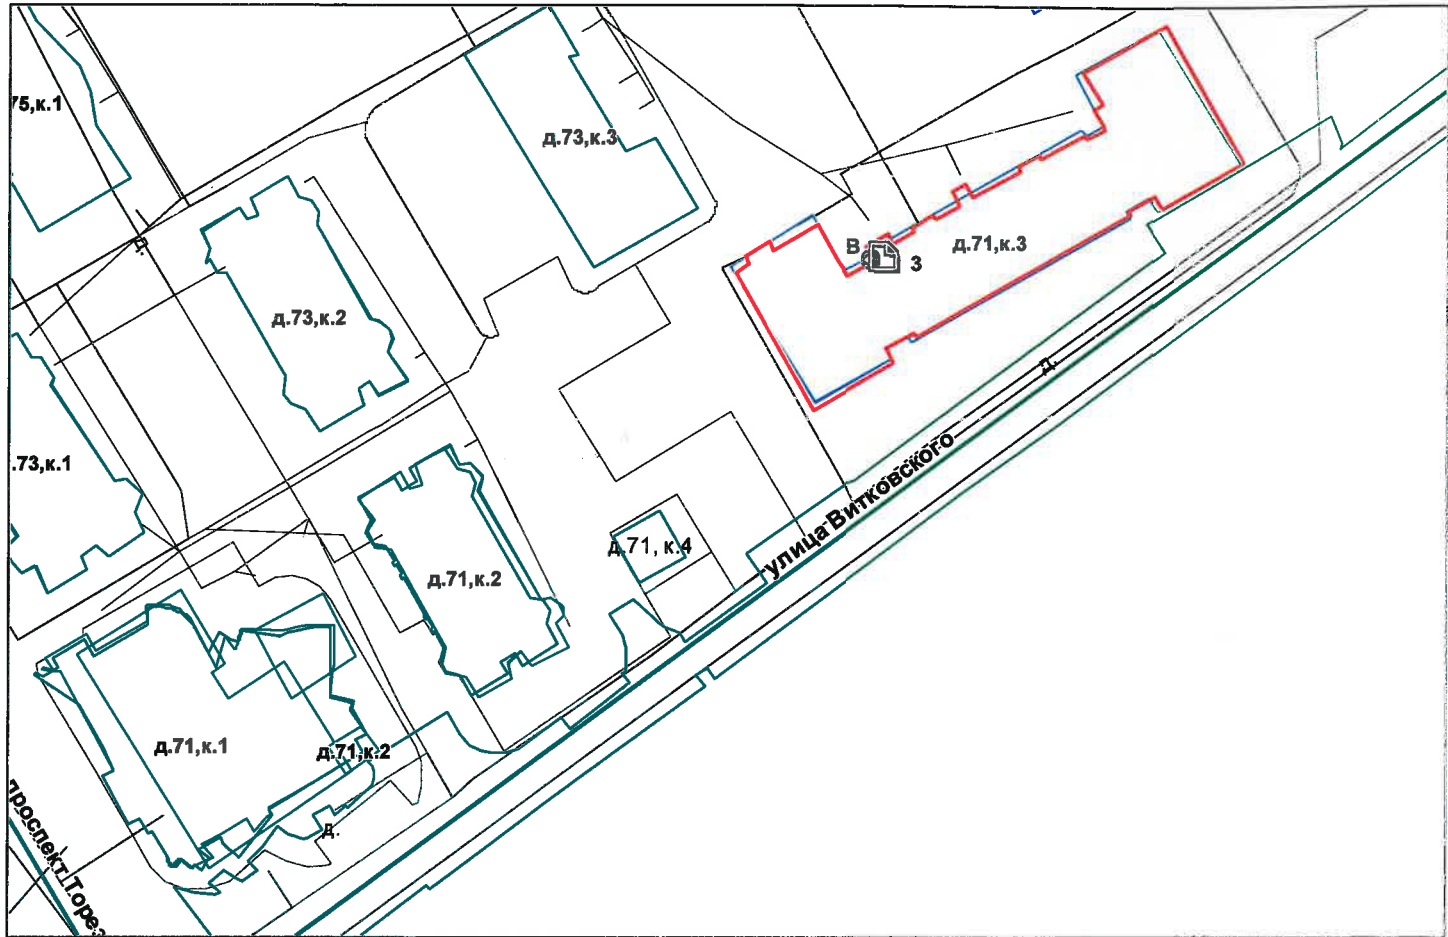 75,к.1
д.73,к.3
д.
В
д.71,к.3
3
д.73,к.2
д.
.73,к.1
улица Витковского
д.71, к.4
д.71,к.2
д.71,к.1
д.71,к.2
проспект Торез
д.